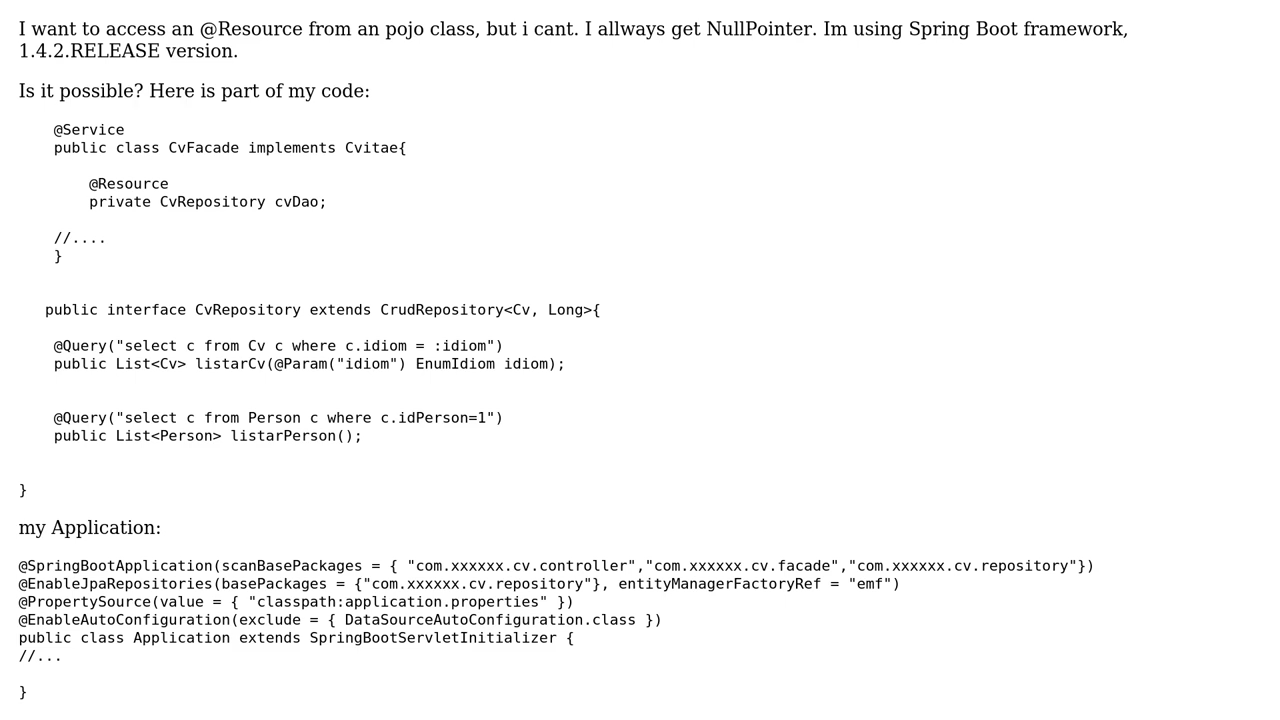 I want to access an @Resource from an pojo class, but i cant. I allways get NullPointer. Im using Spring Boot framework,
1.4.2.RELEASE version.
Is it possible? Here is part of my code:
@Service
public class CvFacade implements Cvitae{
@Resource
private CvRepository cvDao;
//....
}
public interface CvRepository extends CrudRepository<Cv, Long>{
@Query("select c from Cv c where c.idiom = :idiom")
public List<Cv> listarCv(@Param("idiom") EnumIdiom idiom);
@Query("select c from Person c where c.idPerson=1")
public List<Person> listarPerson();
}
my Application:
@SpringBootApplication(scanBasePackages = { "com.xxxxxx.cv.controller","com.xxxxxx.cv.facade","com.xxxxxx.cv.repository"})
@EnableJpaRepositories(basePackages = {"com.xxxxxx.cv.repository"}, entityManagerFactoryRef = "emf")
@PropertySource(value = { "classpath:application.properties" })
@EnableAutoConfiguration(exclude = { DataSourceAutoConfiguration.class })
public class Application extends SpringBootServletInitializer {
//...
}